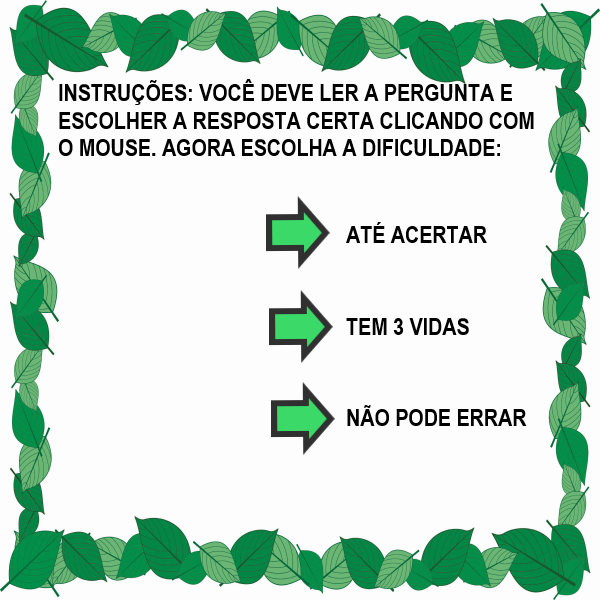 INSTRUÇÕES: VOCÊ DEVE LER A PERGUNTA E
ESCOLHER A RESPOSTA CERTA CLICANDO COM
O MOUSE. AGORA ESCOLHA A DIFICULDADE:
ATÉ ACERTAR
TEM 3 VIDAS
NÃO PODE ERRAR